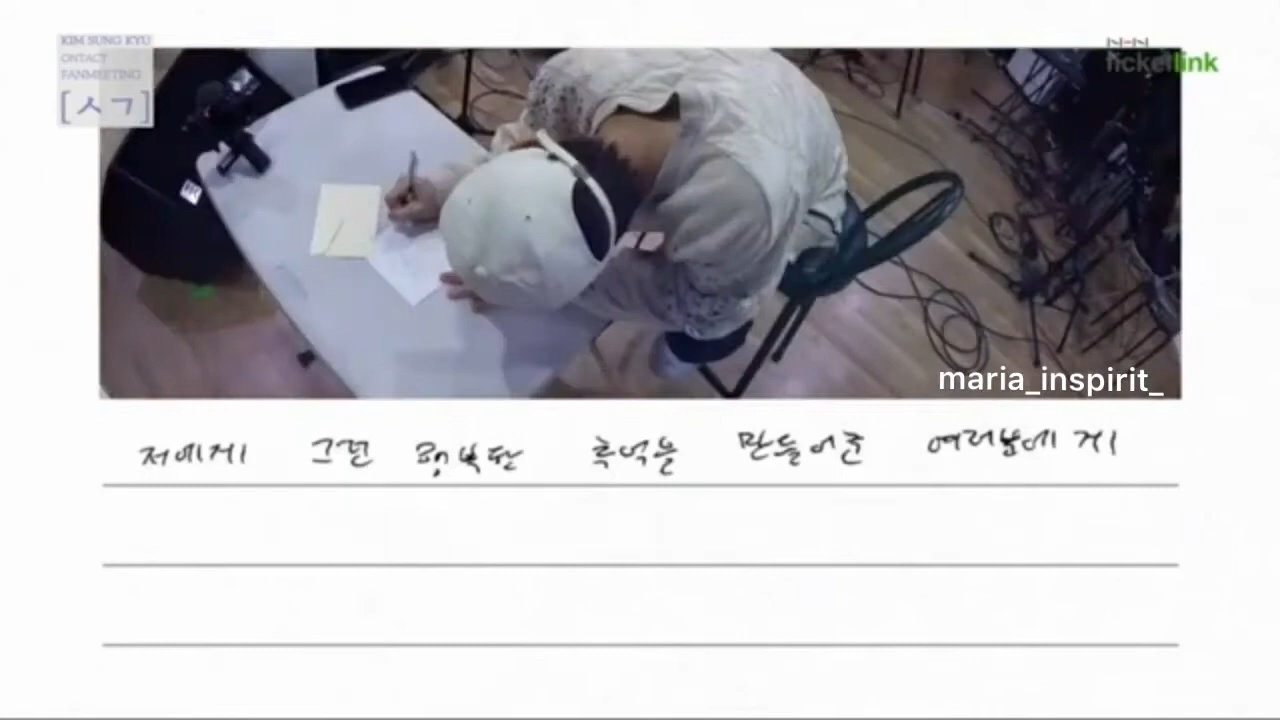 KIM SUNG KYU
ONTACT
FANMEETING
[ㅅㄱ]
ticketlink
maria_inspirit_
저에게 그런 행복한 추억을 만들어준 여러분에게